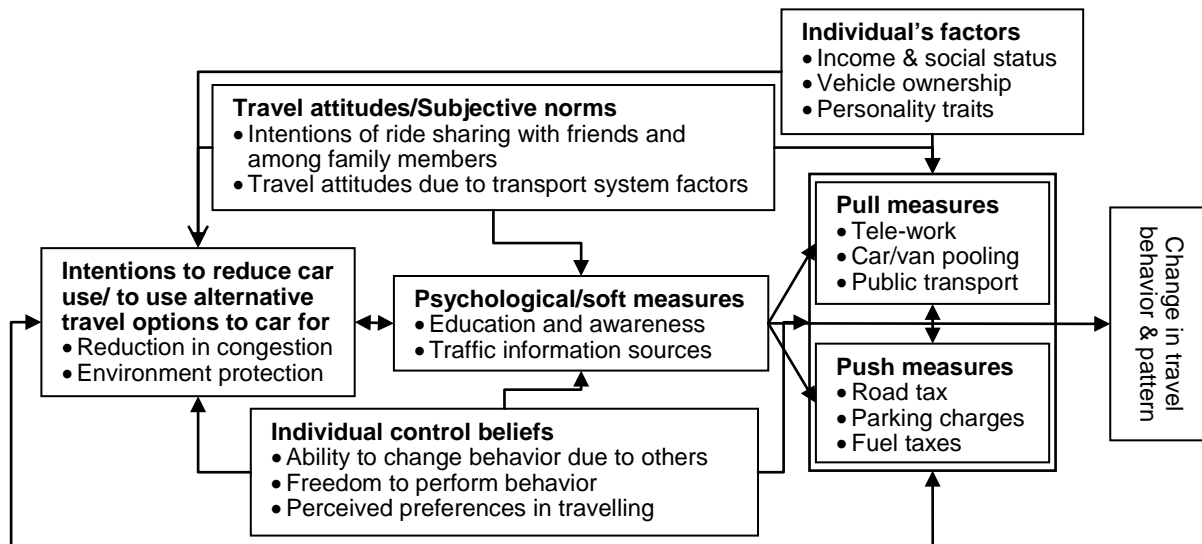 Individual's factors
• Income & social status
• Vehicle ownership
• Personality traits
Travel attitudes/Subjective norms
• Intentions of ride sharing with friends and
among family members
• Travel attitudes due to transport system factors
Intentions to reduce car
use/ to use alternative
travel options to car for
• Reduction in congestion
• Environment protection
Psychological/soft measures
• Education and awareness
• Traffic information sources
Individual control beliefs
• Ability to change behavior due to others
• Freedom to perform behavior
• Perceived preferences in travelling
Pull measures
• Tele-work
• Car/van pooling
• Public transport
Push measures
• Road tax
• Parking charges
• Fuel taxes
Change in travel
behavior & pattern